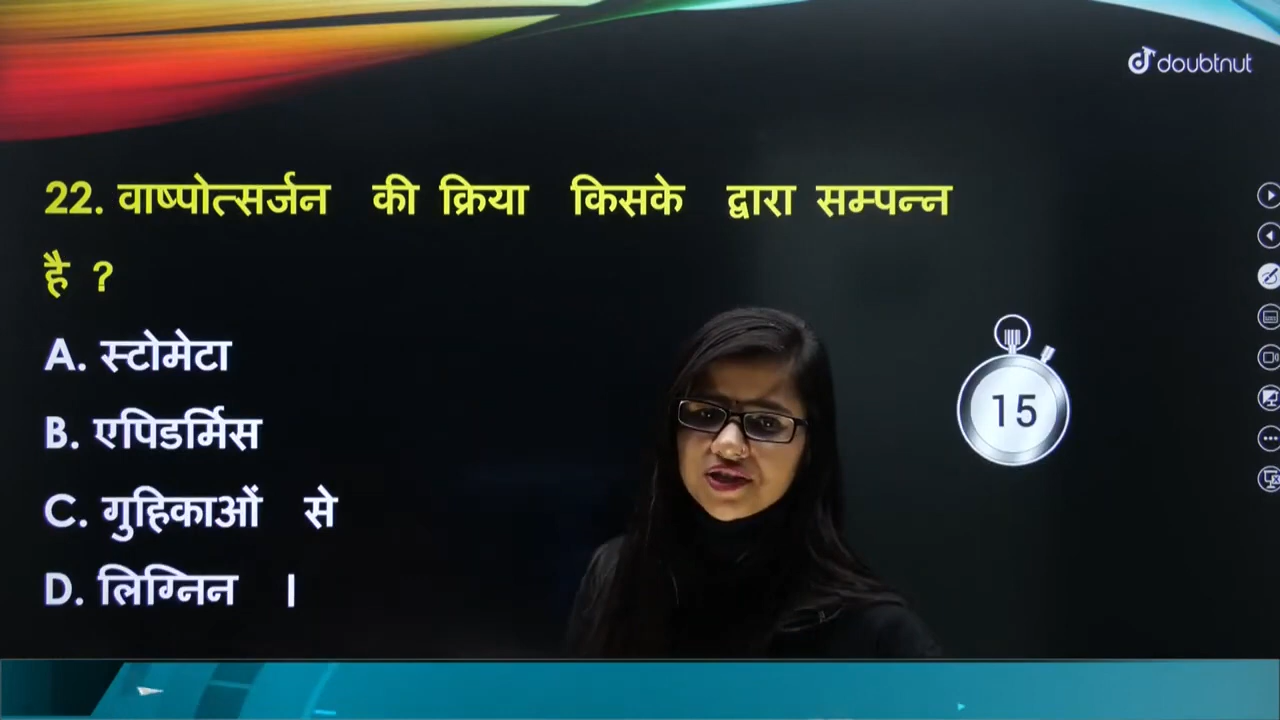 doubtnut
22. वाष्पोत्सर्जन की क्रिया किसके द्वारा सम्पन्न
है ?
A. स्टोमेटा
B. एपिडर्मिस
15
C. गुहिकाओं से
D. लिग्निन ।